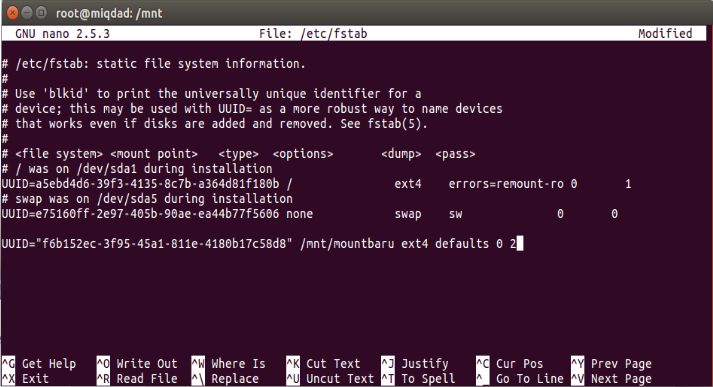 root@miqdad: /mnt
GNU nano 2.5.3 File: /etc/fstab Modified
# /etc/fstab: static file system information.
#
# Use 'blkid' to print the universally unique identifier for a
# device; this may be used with UUID= as a more robust way to name devices
# that works even if disks are added and removed. See fstab(5).
#
# <file system> <mount point>   <type>  <options>       <dump>  <pass>
# / was on /dev/sda1 during installation
UUID=a5ebd4d6-39f3-4135-8c7b-a364d81f180b /               ext4    errors=remount-ro 0       1
# swap was on /dev/sda5 during installation
UUID=e75160ff-2e97-405b-90ae-ea44b77f5606 none            swap    sw              0       0
UUID="f6b152ec-3f95-45a1-811e-4180b17c58d8" /mnt/mountbaru ext4 defaults 0 2
^G Get Help ^O Write Out ^W Where Is ^K Cut Text ^J Justify ^C Cur Pos ^Y Prev Page
^X Exit ^R Read File ^\ Replace ^U Uncut Text ^T To Spell ^_ Go To Line ^V Next Page